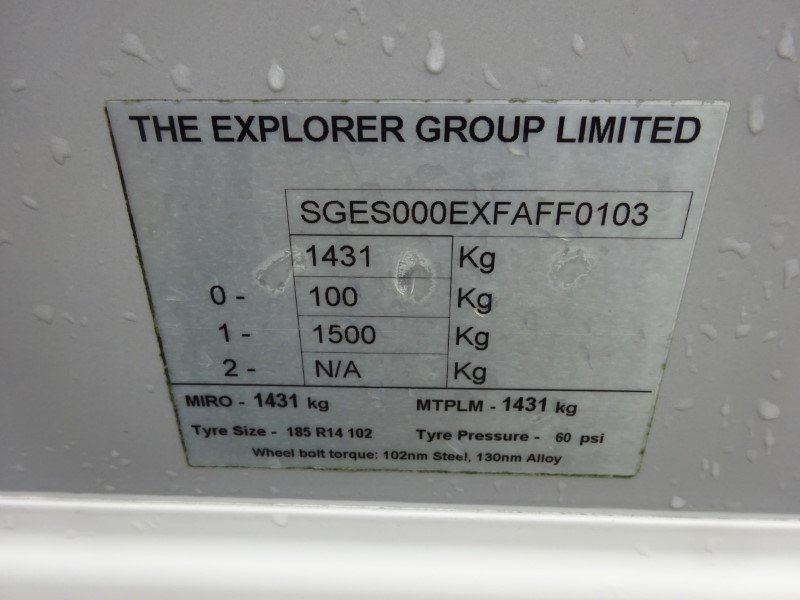 THE EXPLORER GROUP LIMITED
SGES000EXFAFF0103
1431 Kg
0 - 100 Kg
1 - 1500 Kg
2 - N/A Kg
MIRO - 1431 kg MTPLM - 1431 kg
Tyre Size - 185 R14 102 Tyre Pressure - 60 psi
Wheel bolt torque: 102nm Steel, 130nm Alloy